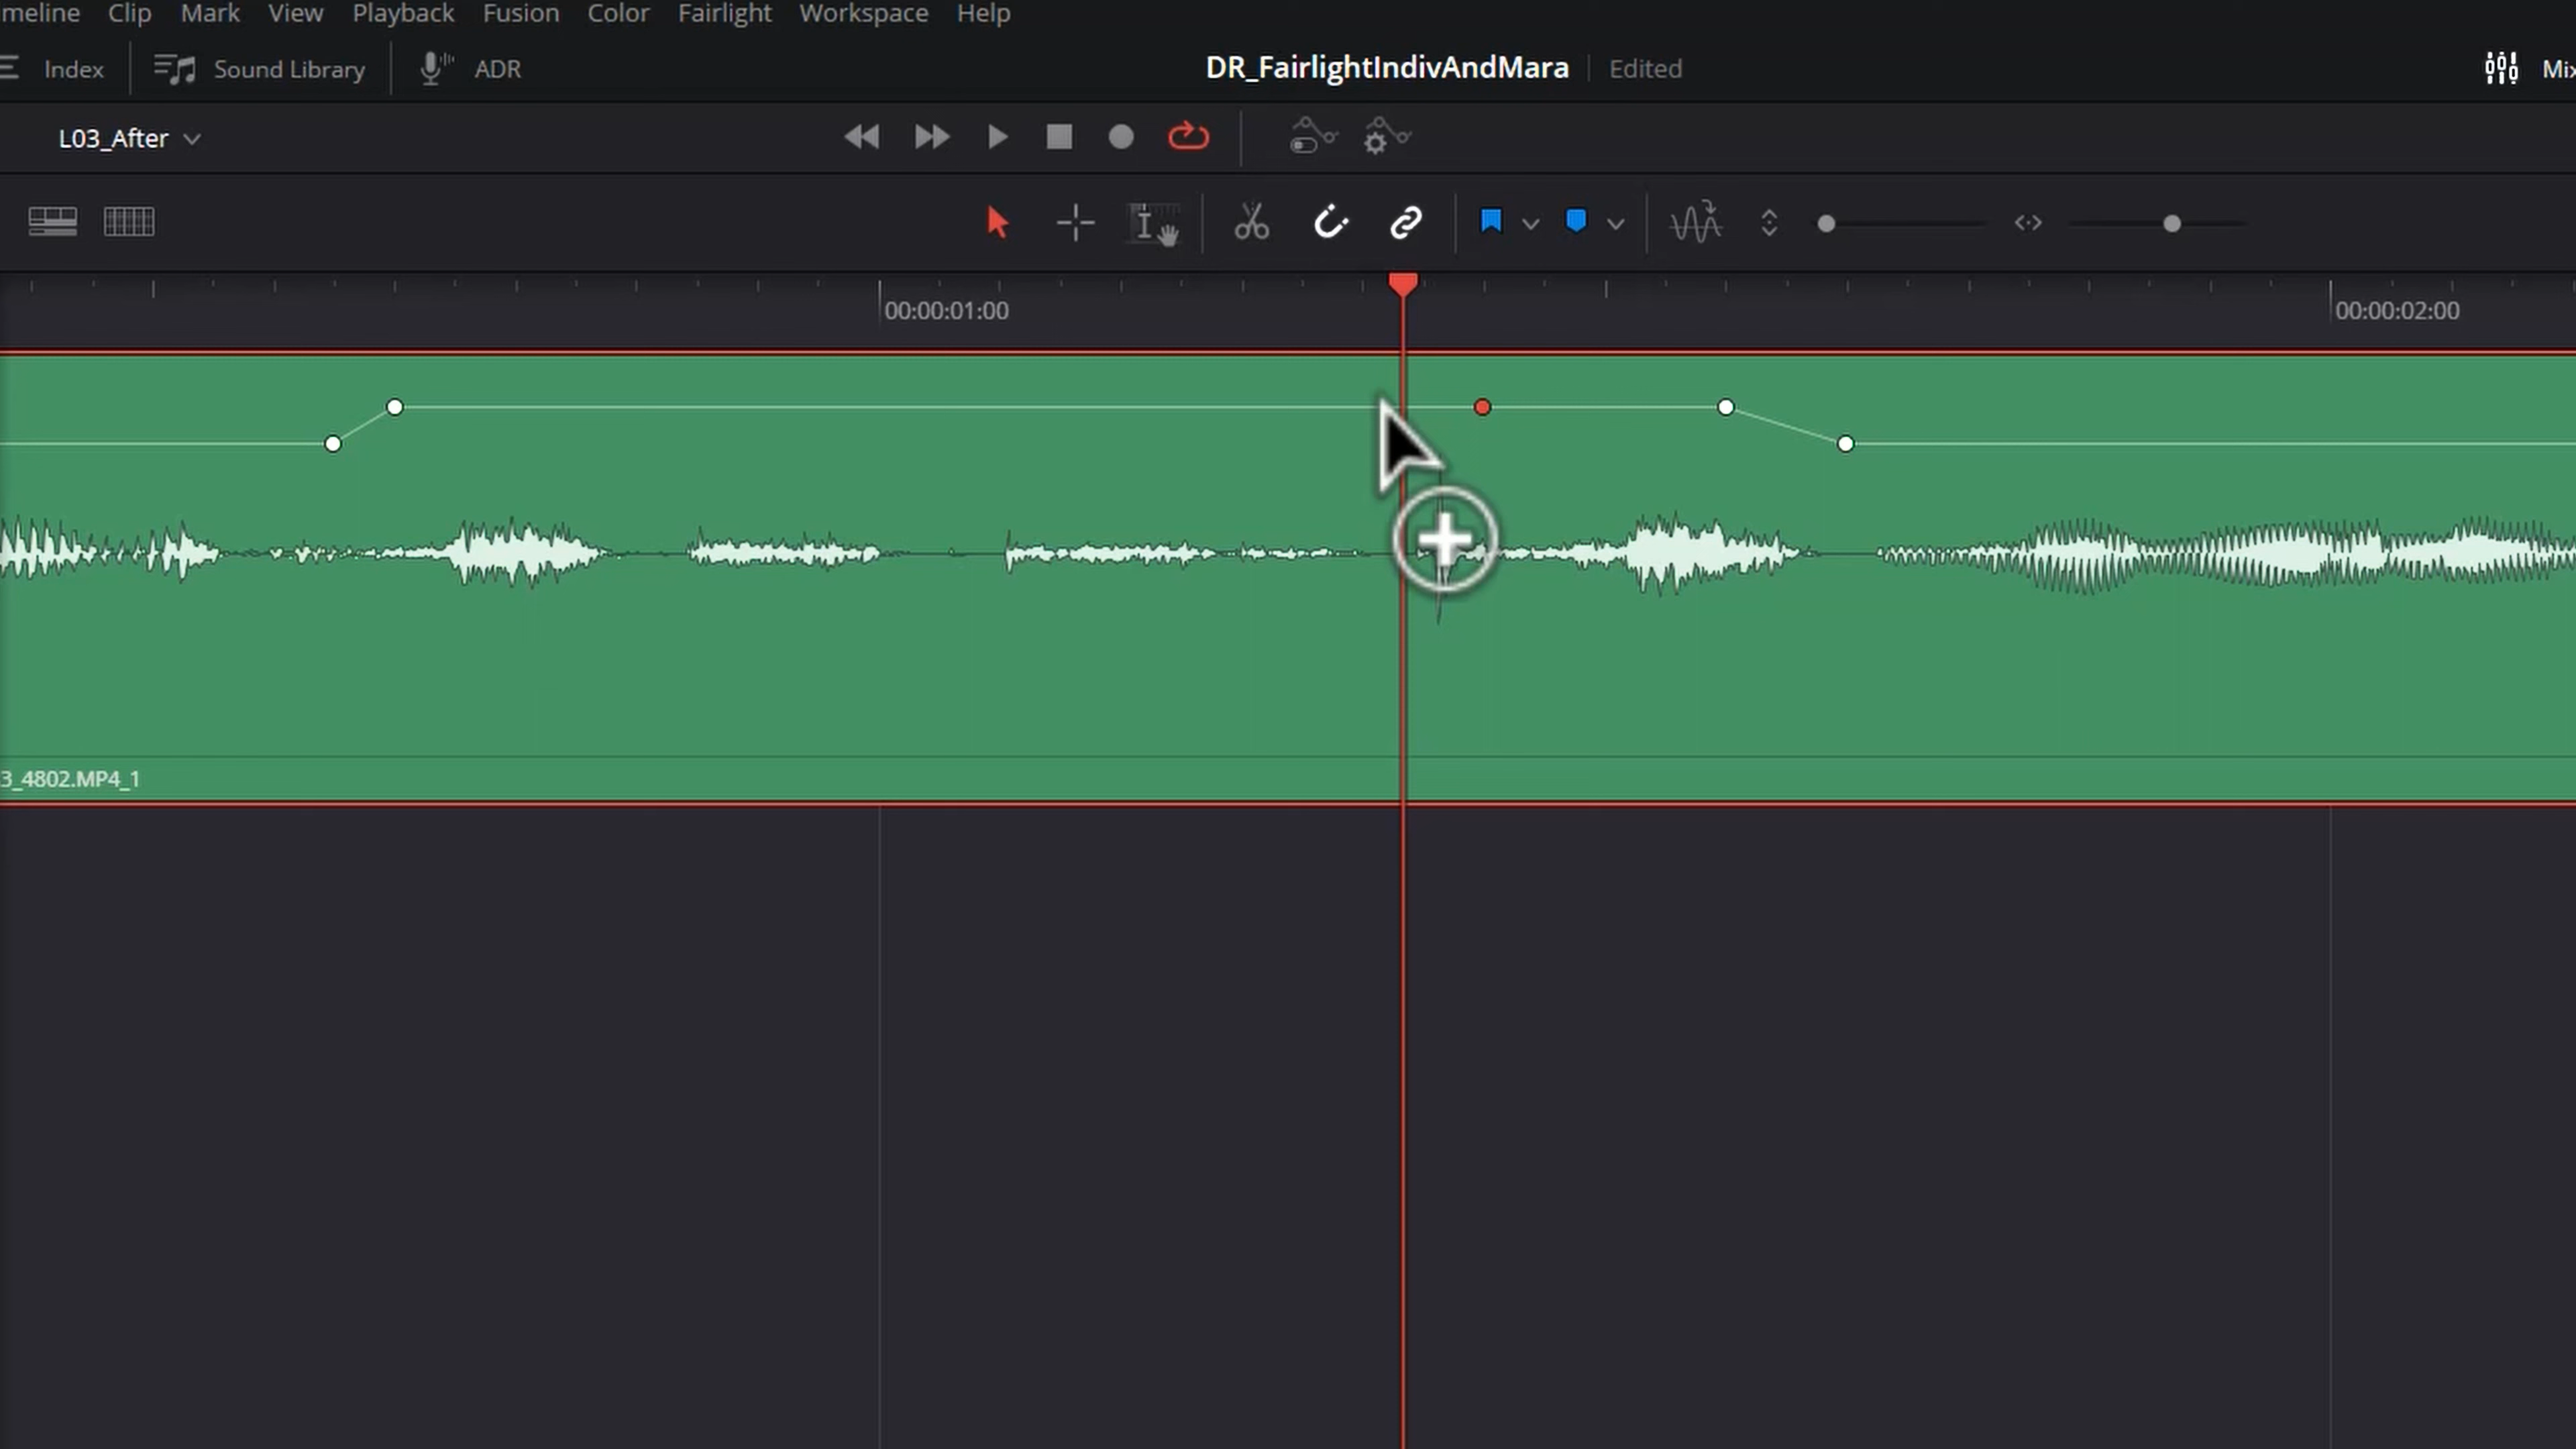 meline Clip Mark View Playback Fusion Color Fairlight Workspace Help
Index Sound Library ADR DR_FairlightIndivAndMara Edited Mix
L03_After
00:00:01:00 00:00:02:00
3_4802.MP4_1